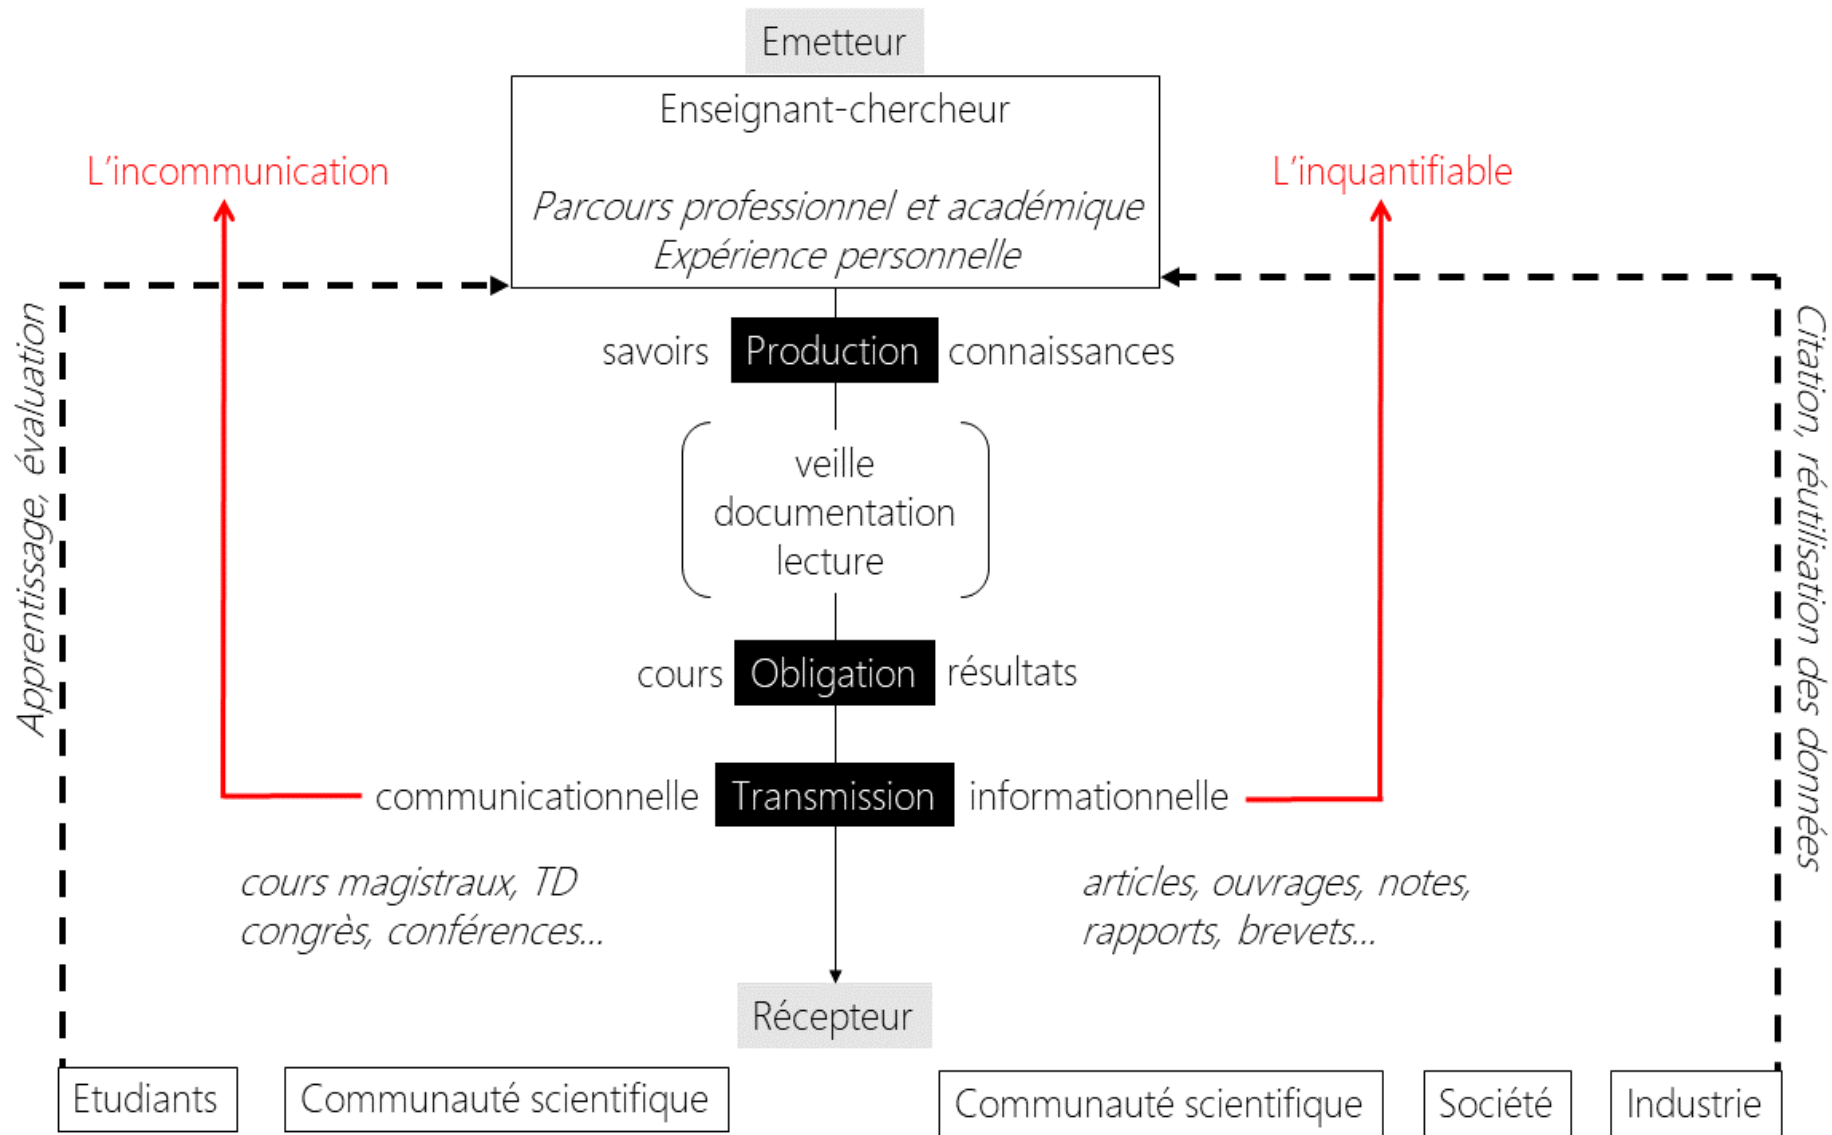 Emetteur
Enseignant-chercheur
Parcours professionnel et académique
Expérience personnelle
L'incommunication
L'inquantifiable
savoirs Production connaissances
veille
documentation
lecture
cours Obligation résultats
communicationnelle Transmission informationnelle
cours magistraux, TD
congrès, conférences...
articles, ouvrages, notes,
rapports, brevets...
Récepteur
Apprentissage, évaluation
Citation, réutilisation des données
Etudiants
Communauté scientifique
Communauté scientifique
Société
Industrie